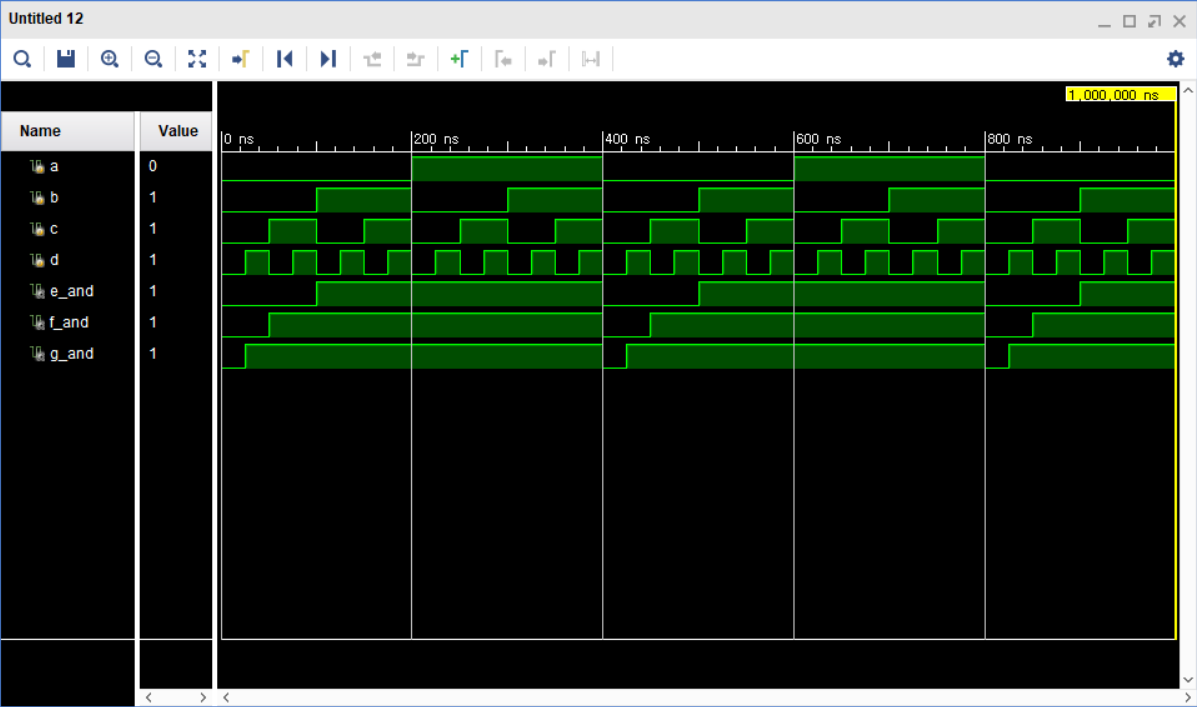 Untitled 12
1,000,000 ns
Name Value
0 ns 200 ns 400 ns 600 ns 800 ns
a 0
b 1
c 1
d 1
e_and 1
f_and 1
g_and 1